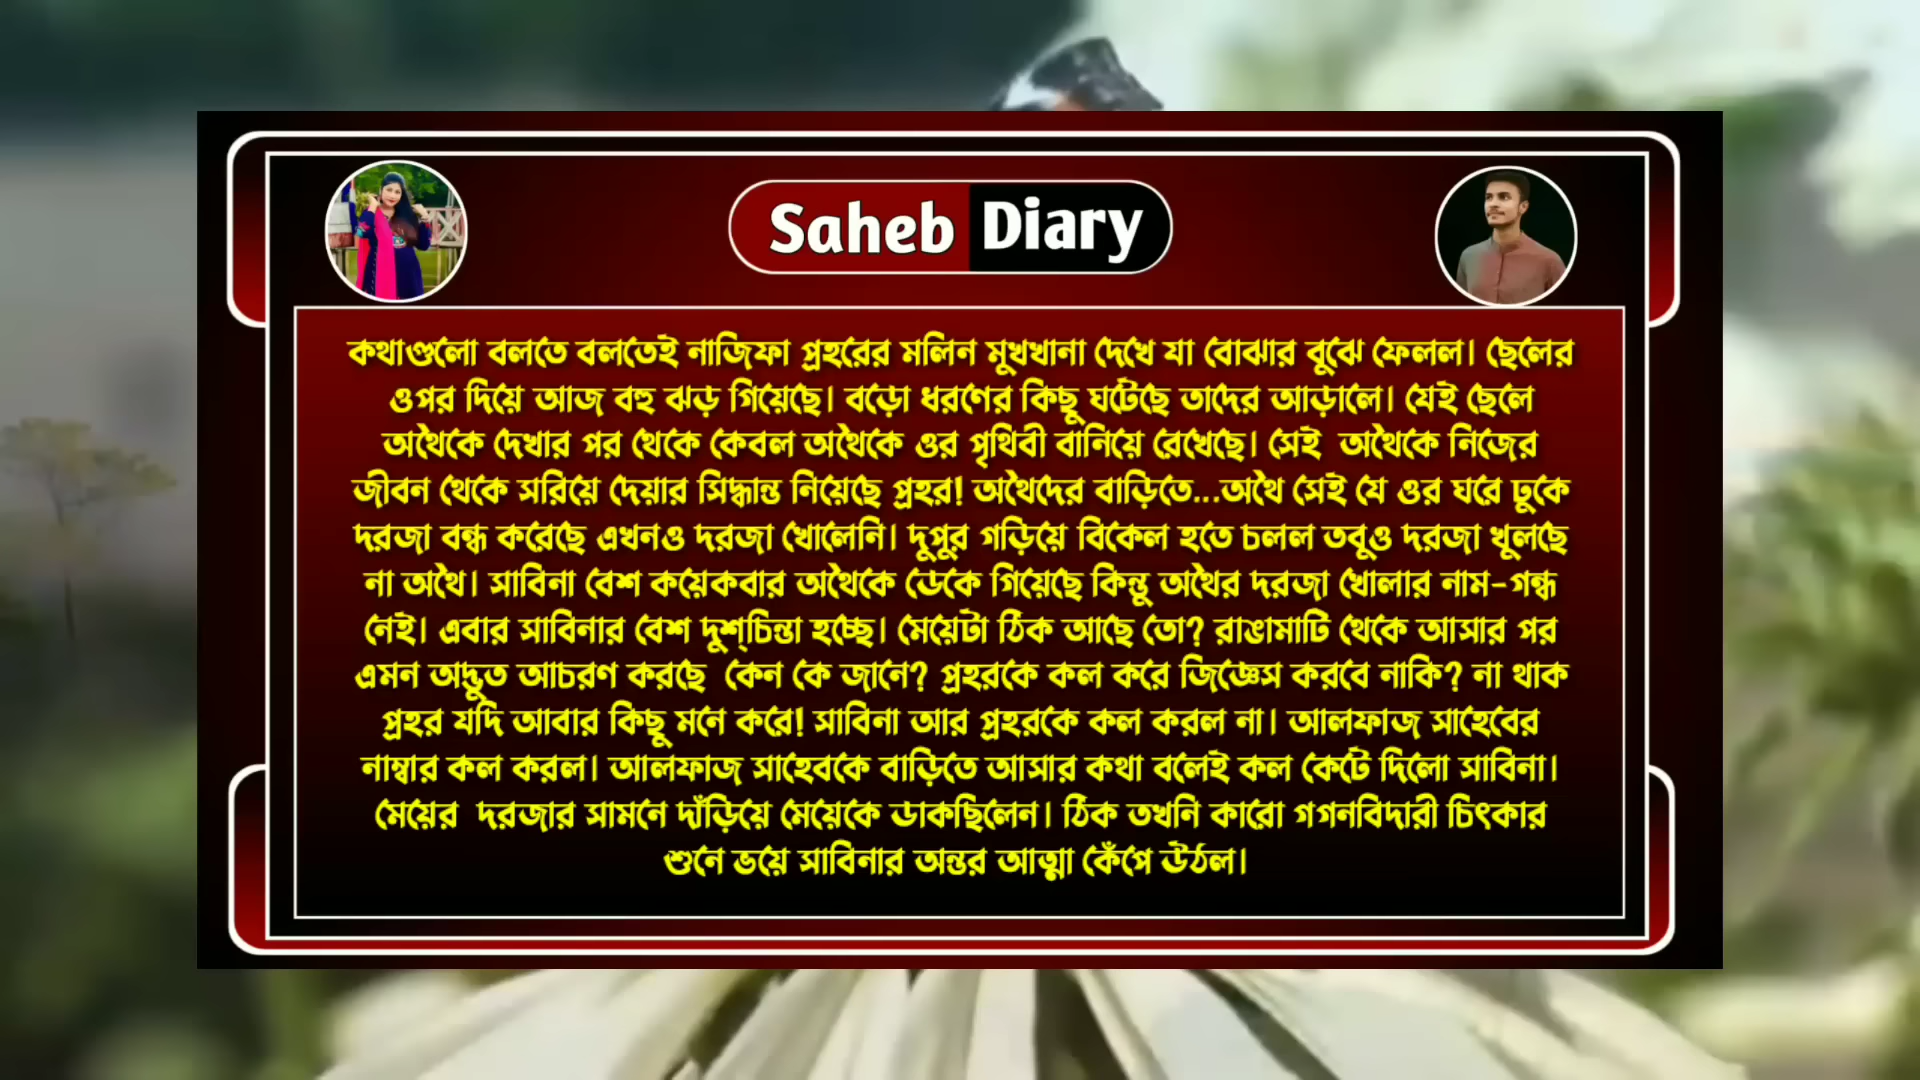 Saheb Diary
কথাগুলো বলতে বলতেই নাজিফা প্রহরের মলিন মুখখানা দেখে যা বোঝার বুঝে ফেলল। ছেলের
ওপর দিয়ে আজ বহু ঝড় গিয়েছে। বড়ো ধরণের কিছু ঘটেছে তাদের আড়ালে। যেই ছেলে
অথৈকে দেখার পর থেকে কেবল অথৈকে ওর পৃথিবী বানিয়ে রেখেছে। সেই অথৈকে নিজের
জীবন থেকে সরিয়ে দেয়ার সিদ্ধান্ত নিয়েছে প্রহর! অথৈদের বাড়িতে...অথৈ সেই যে ওর ঘরে ঢুকে
দরজা বন্ধ করেছে এখনও দরজা খোলেনি। দুপুর গড়িয়ে বিকেল হতে চলল তবুও দরজা খুলছে
না অথৈ। সাবিনা বেশ কয়েকবার অথৈকে ডেকে গিয়েছে কিন্তু অথৈর দরজা খোলার নাম-গন্ধ
নেই। এবার সাবিনার বেশ দুশ্চিন্তা হচ্ছে। মেয়েটা ঠিক আছে তো? রাঙামাটি থেকে আসার পর
এমন অদ্ভুত আচরণ করছে কেন কে জানে? প্রহরকে কল করে জিজ্ঞেস করবে নাকি? না থাক
প্রহর যদি আবার কিছু মনে করে! সাবিনা আর প্রহরকে কল করল না। আলফাজ সাহেবের
নাম্বার কল করল। আলফাজ সাহেবকে বাড়িতে আসার কথা বলেই কল কেটে দিলো সাবিনা।
মেয়ের দরজার সামনে দাঁড়িয়ে মেয়েকে ডাকছিলেন। ঠিক তখনি কারো গগনবিদারী চিৎকার
শুনে ভয়ে সাবিনার অন্তর আত্মা কেঁপে উঠল।